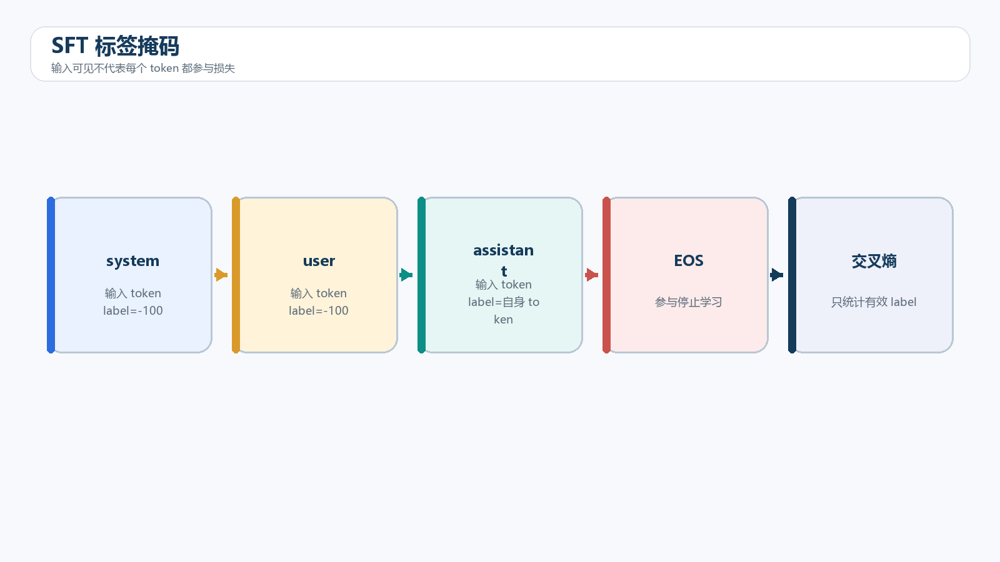 SFT 标签掩码
输入可见不代表每个 token 都参与损失
system
输入 token
label=-100
user
输入 token
label=-100
assistan
t
输入 token
label=自身 to
ken
EOS
参与停止学习
交叉熵
只统计有效 label